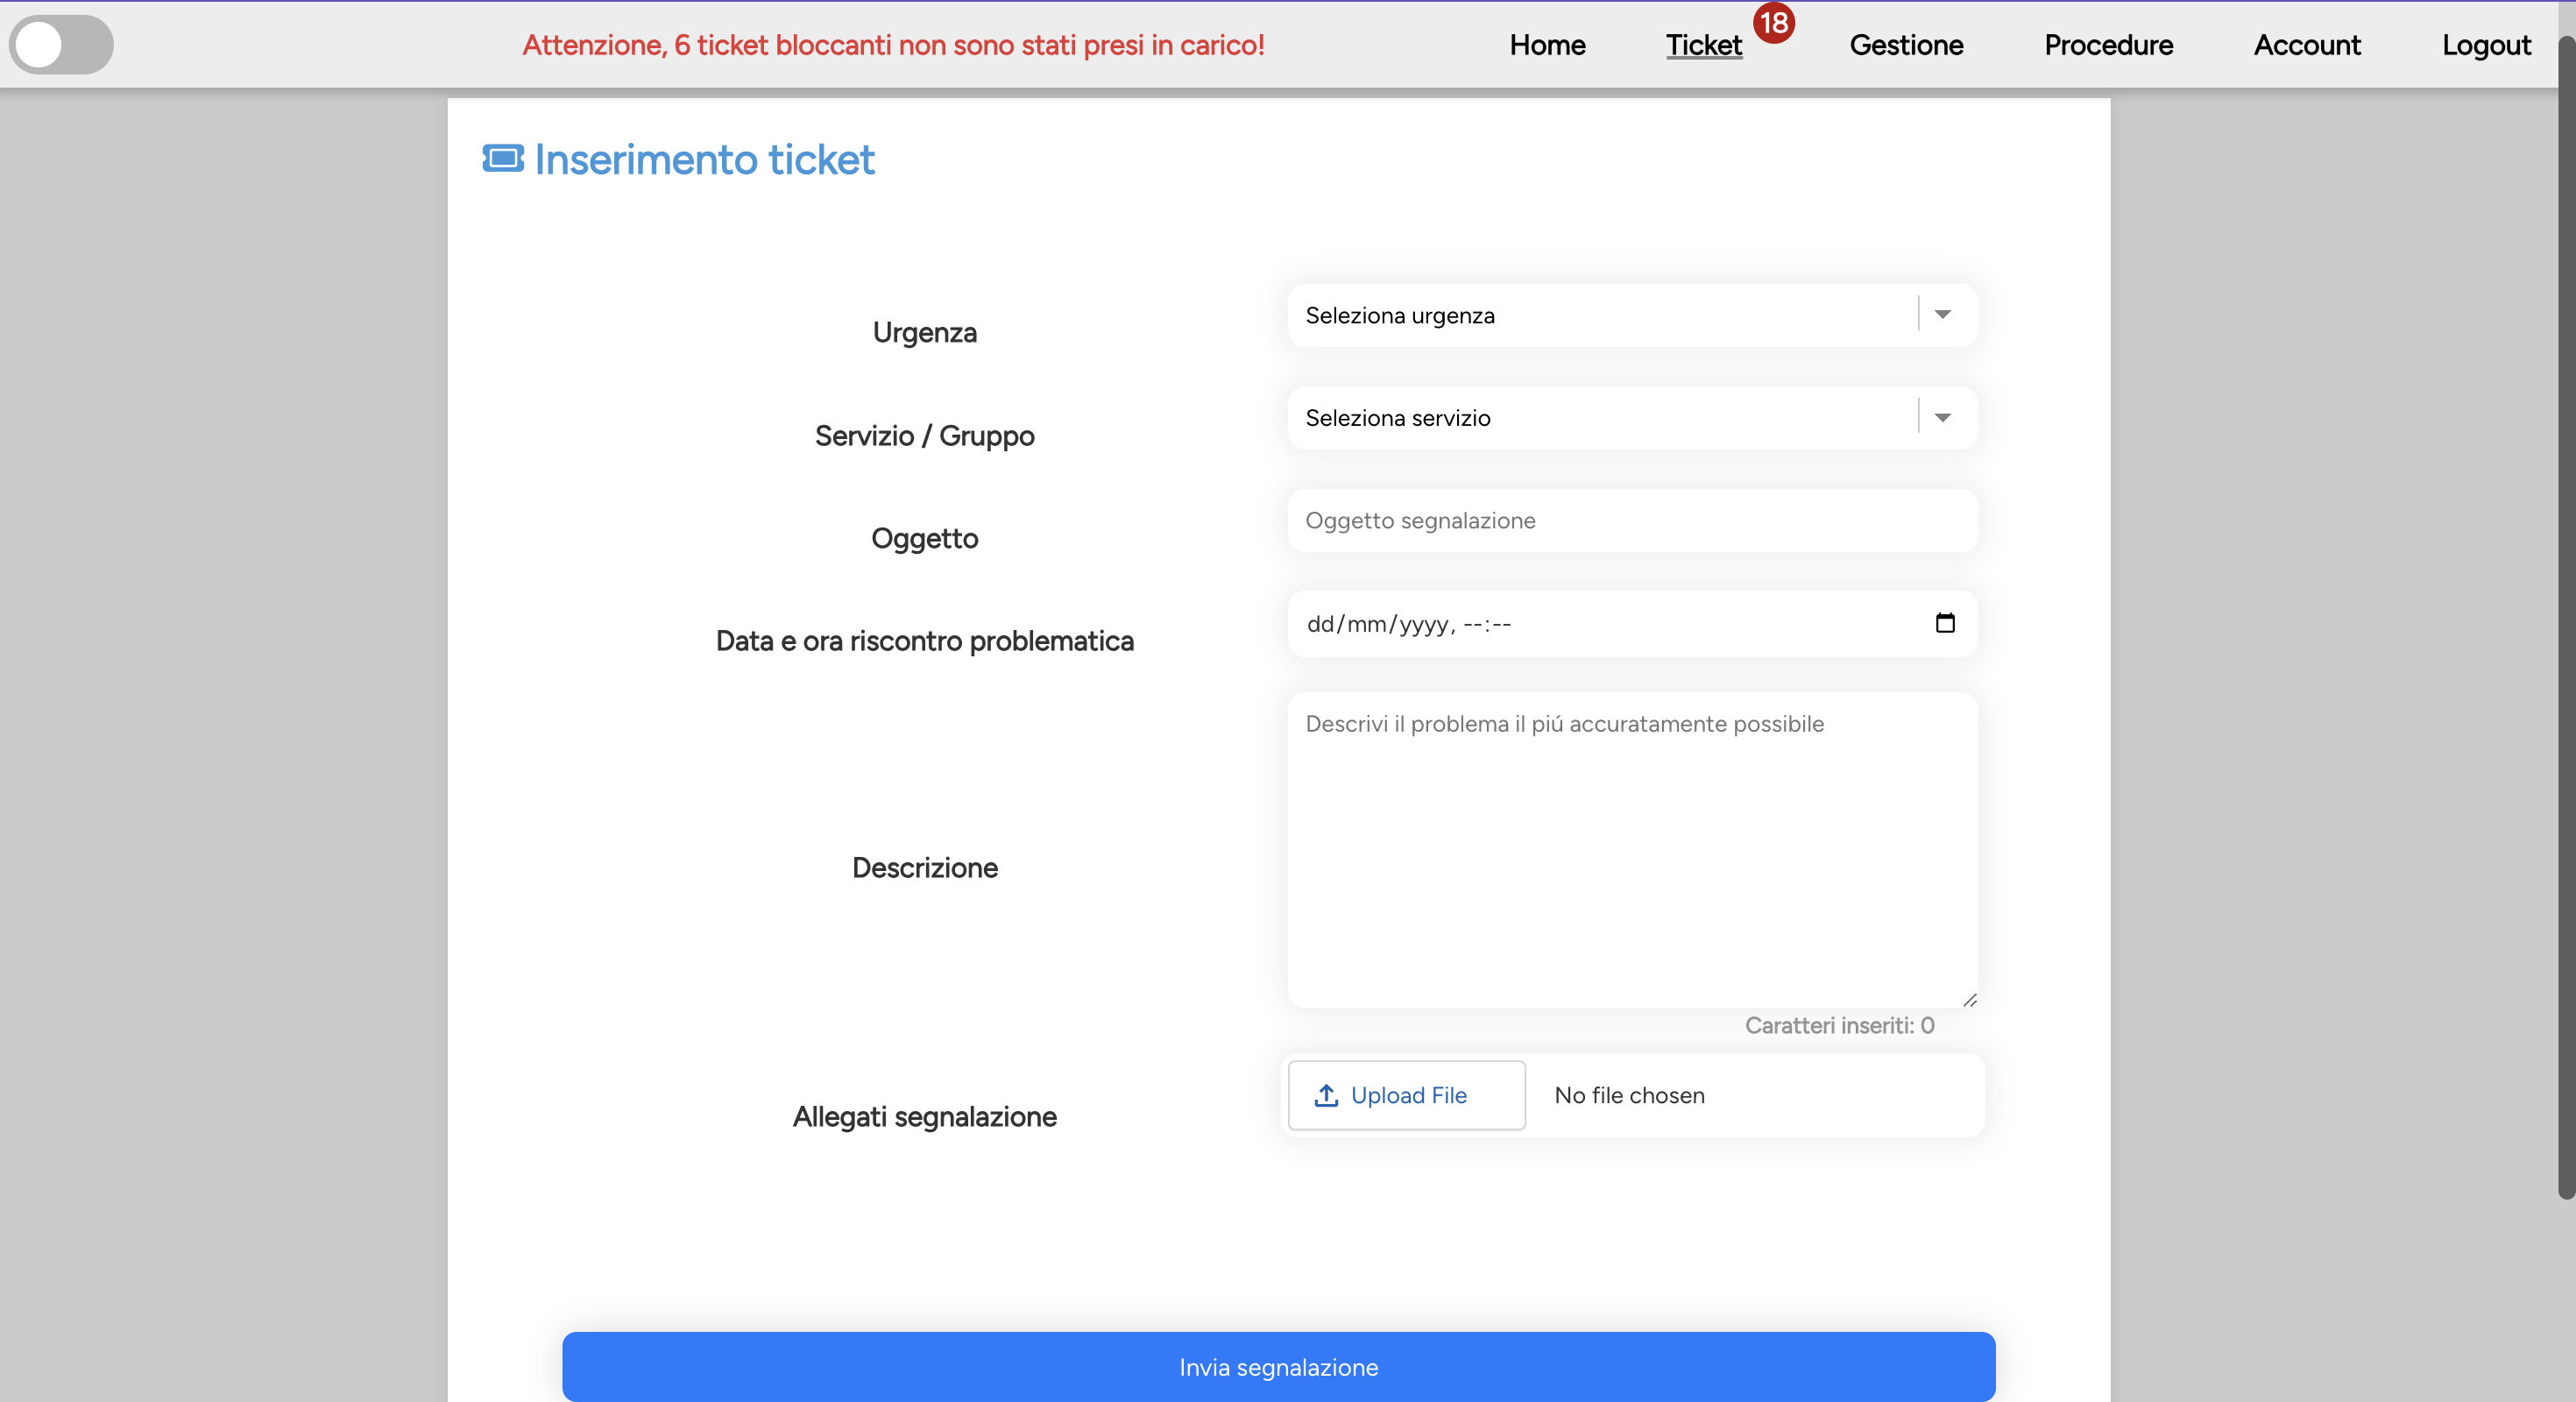 Attenzione, 6 ticket bloccanti non sono stati presi in carico!
Home
Ticket
18
Gestione
Procedure
Account
Logout
Inserimento ticket
Urgenza
Seleziona urgenza
Servizio / Gruppo
Seleziona servizio
Oggetto
Oggetto segnalazione
Data e ora riscontro problematica
dd/mm/yyyy, --:--
Descrizione
Descrivi il problema il piú accuratamente possibile
Caratteri inseriti: 0
Allegati segnalazione
Upload File
No file chosen
Invia segnalazione